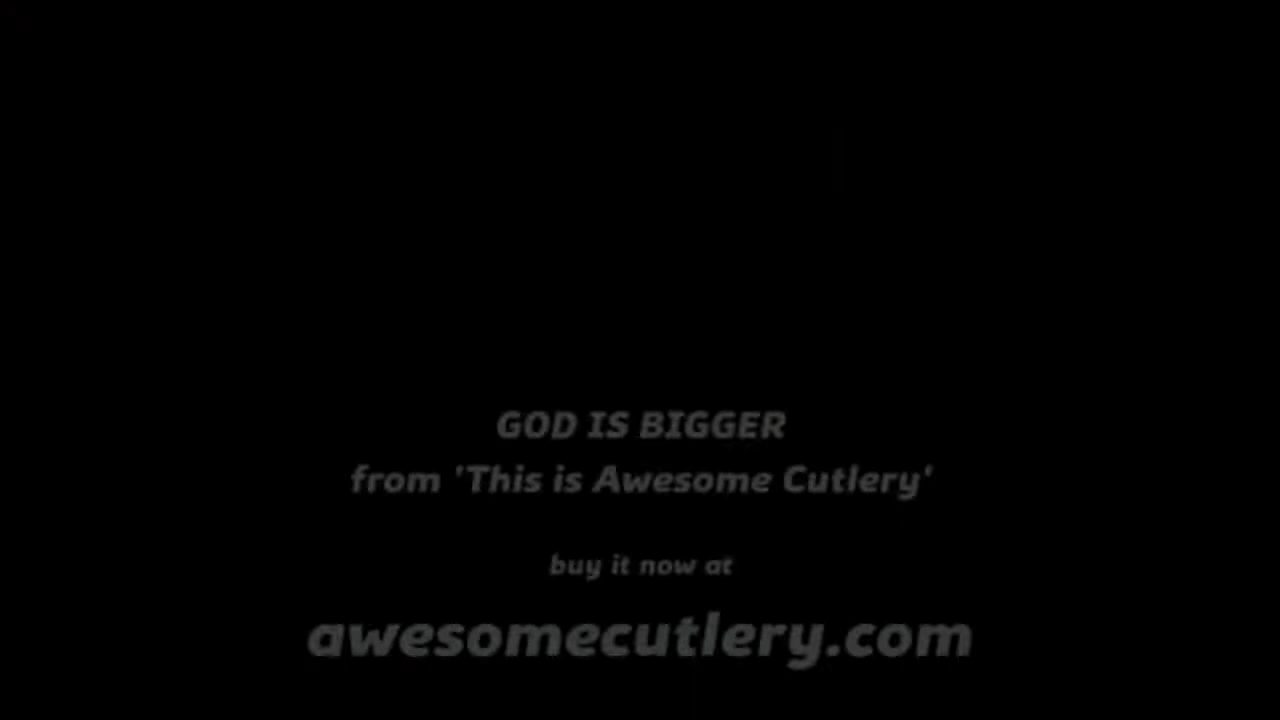 GOD IS BIGGER
from 'This is Awesome Cutlery'
buy it now at
awesomecutlery.com